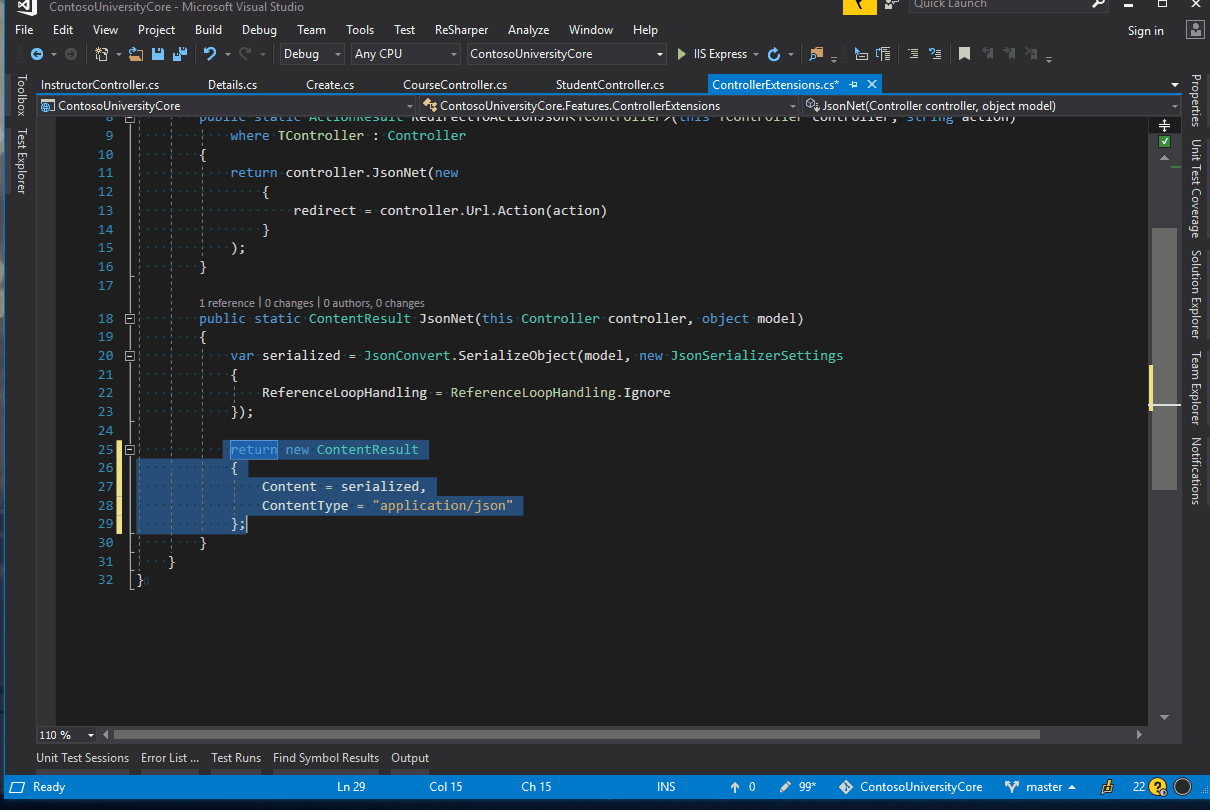 ContosoUniversityCore - Microsoft Visual Studio
Quick Launch
File Edit View Project Build Debug Team Tools Test ReSharper Analyze Window Help Sign in
Debug Any CPU ContosoUniversityCore IIS Express
InstructorController.cs Details.cs Create.cs CourseController.cs StudentController.cs ControllerExtensions.cs*
ContosoUniversityCore ContosoUniversityCore.Features.ControllerExtensions JsonNet(Controller controller, object model)
Toolbox
Test Explorer
8 public static ActionResult RedirectToActionJson<TController>(this TController controller, string action)
9 where TController : Controller
10 {
11 return controller.JsonNet(new
12 {
13 redirect = controller.Url.Action(action)
14 }
15 );
16 }
17
1 reference | 0 changes | 0 authors, 0 changes
18 public static ContentResult JsonNet(this Controller controller, object model)
19 {
20 var serialized = JsonConvert.SerializeObject(model, new JsonSerializerSettings
21 {
22 ReferenceLoopHandling = ReferenceLoopHandling.Ignore
23 });
24
25 return new ContentResult
26 {
27 Content = serialized,
28 ContentType = "application/json"
29 };
30 }
31 }
32 }
Properties
Unit Test Coverage
Solution Explorer
Team Explorer
Notifications
110 %
Unit Test Sessions Error List ... Test Runs Find Symbol Results Output
Ready Ln 29 Col 15 Ch 15 INS 0 99* ContosoUniversityCore master 22